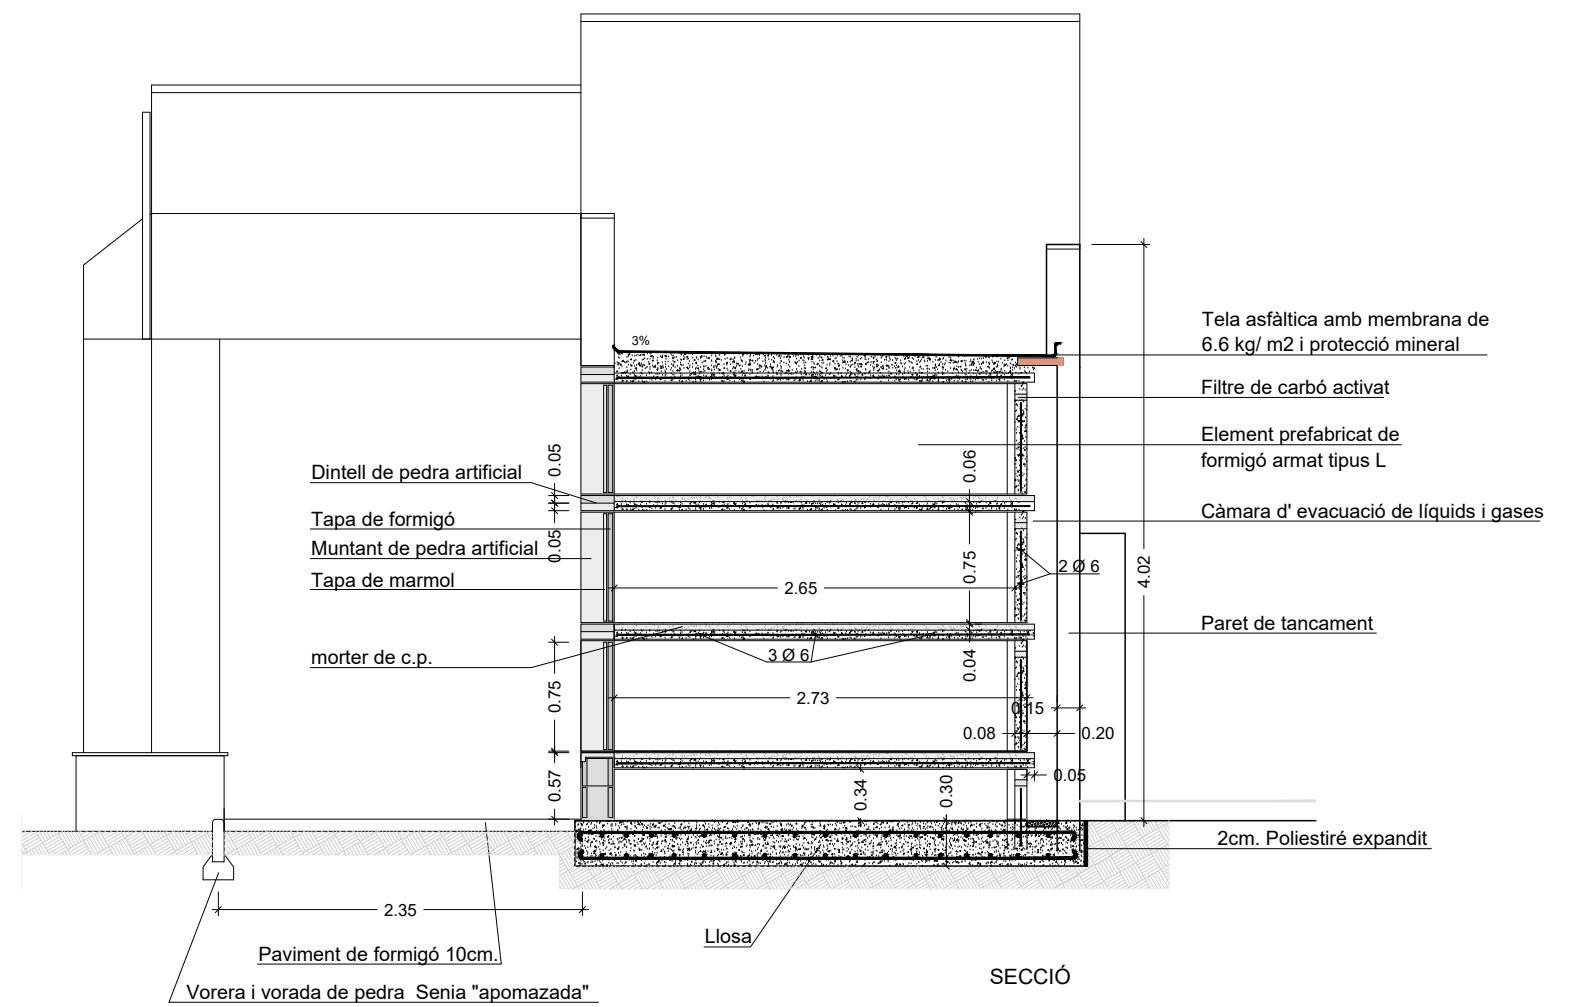 3%
Tela asfàltica amb membrana de
6.6 kg/ m2 i protecció mineral
Filtre de carbó activat
Element prefabricat de
formigó armat tipus L
Càmara d' evacuació de líquids i gases
Paret de tancament
2cm. Poliestiré expandit
Dintell de pedra artificial
Tapa de formigó
Muntant de pedra artificial
Tapa de marmol
morter de c.p.
0.05
0.05
0.75
0.57
0.06
0.75
0.04
2.65
2 Ø 6
4.02
3 Ø 6
2.73
0.15
0.08
0.20
0.05
0.34
0.30
2.35
Llosa
Paviment de formigó 10cm.
Vorera i vorada de pedra Senia "apomazada"
SECCIÓ